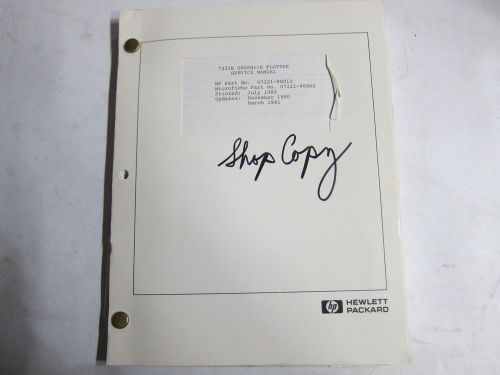 7221B GRAPHICS PLOTTER
SERVICE MANUAL
HP Part No. 07221-90012
Microfiche Part No. 07221-90062
Printed: July 1980
Updates: December 1980
March 1981
Shop Copy
hp HEWLETT
PACKARD